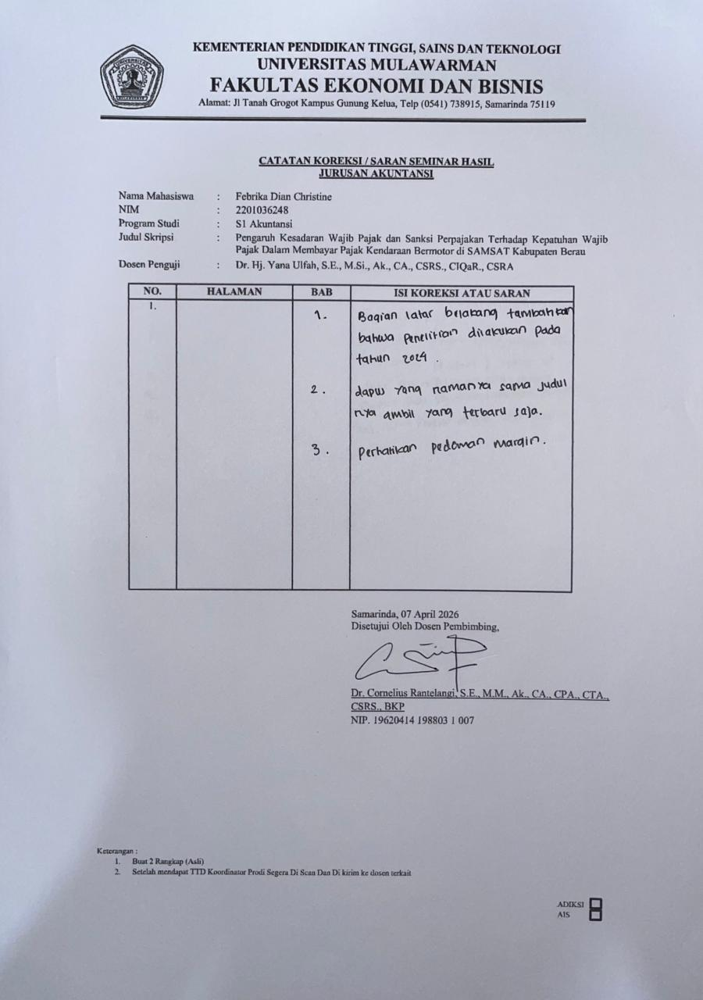 KEMENTERIAN PENDIDIKAN TINGGI, SAINS DAN TEKNOLOGI
UNIVERSITAS MULAWARMAN
FAKULTAS EKONOMI DAN BISNIS
Alamat: Jl Tanah Grogot Kampus Gunung Kelua, Telp (0541) 738915, Samarinda 75119
CATATAN KOREKSI / SARAN SEMINAR HASIL
JURUSAN AKUNTANSI
Nama Mahasiswa : Febrika Dian Christine
NIM : 2201036248
Program Studi : S1 Akuntansi
Judul Skripsi : Pengaruh Kesadaran Wajib Pajak dan Sanksi Perpajakan Terhadap Kepatuhan Wajib
Pajak Dalam Membayar Pajak Kendaraan Bermotor di SAMSAT Kabupaten Berau
Dosen Penguji : Dr. Hj. Yana Ulfah, S.E., M.Si., Ak., CA., CSRS., CIQaR., CSRA
NO. HALAMAN BAB ISI KOREKSI ATAU SARAN
1. 1. Bagian latar belakang tambahkan
bahwa penelitian dilakukan pada
tahun 2024.
2. dapus yang namanya sama judul
nya ambil yang terbaru saja.
3. Perhatikan pedoman margin.
Samarinda, 07 April 2026
Disetujui Oleh Dosen Pembimbing,
Dr. Cornelius Rantelangi, S.E., M.M., Ak., CA., CPA., CTA.,
CSRS., BKP
NIP. 19620414 198803 1 007
Keterangan :
1. Buat 2 Rangkap (Asli)
2. Setelah mendapat TTD Koordinator Prodi Segera Di Scan Dan Di kirim ke dosen terkait
ADIKSI
AIS